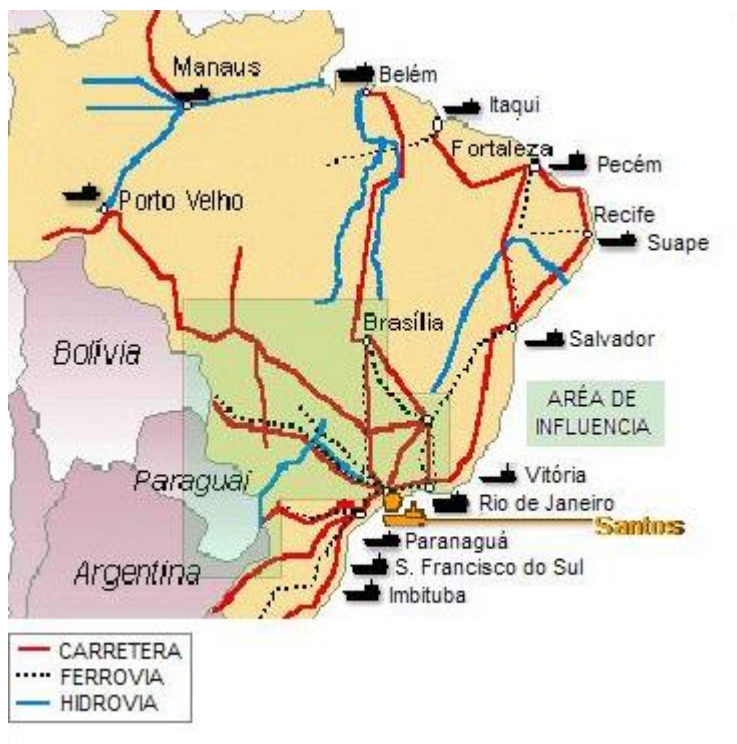 Manaus
Belém
Itaqui
Fortaleza
Pecém
Porto Velho
Recife
Suape
Brasília
Salvador
Bolívia
ARÉA DE
INFLUENCIA
Paraguai
Vitória
Rio de Janeiro
Santos
Paranaguá
S. Francisco do Sul
Argentina
Imbituba
CARRETERA
FERROVIA
HIDROVIA